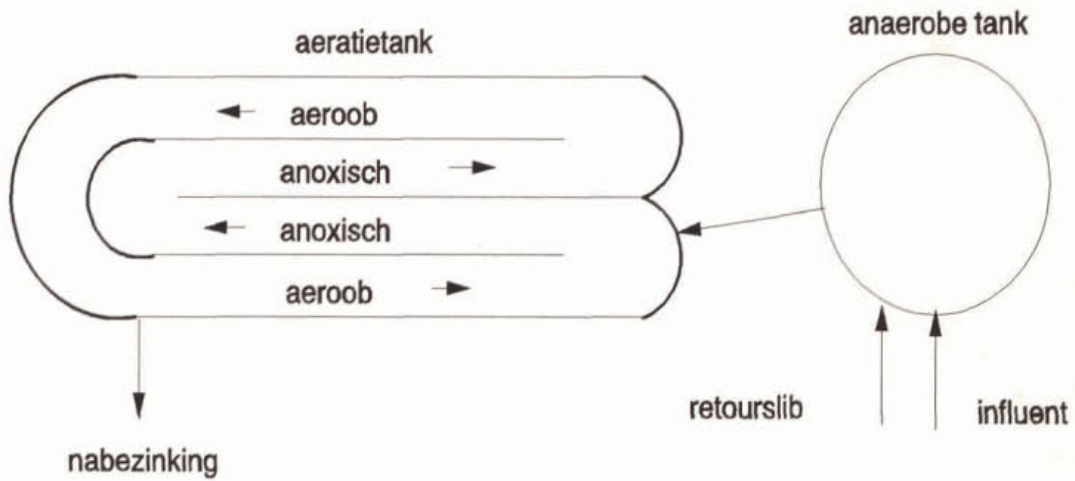 anaerobe tank
aeratietank
aeroob
anoxisch
anoxisch
aeroob
retourslib
influent
nabezinking